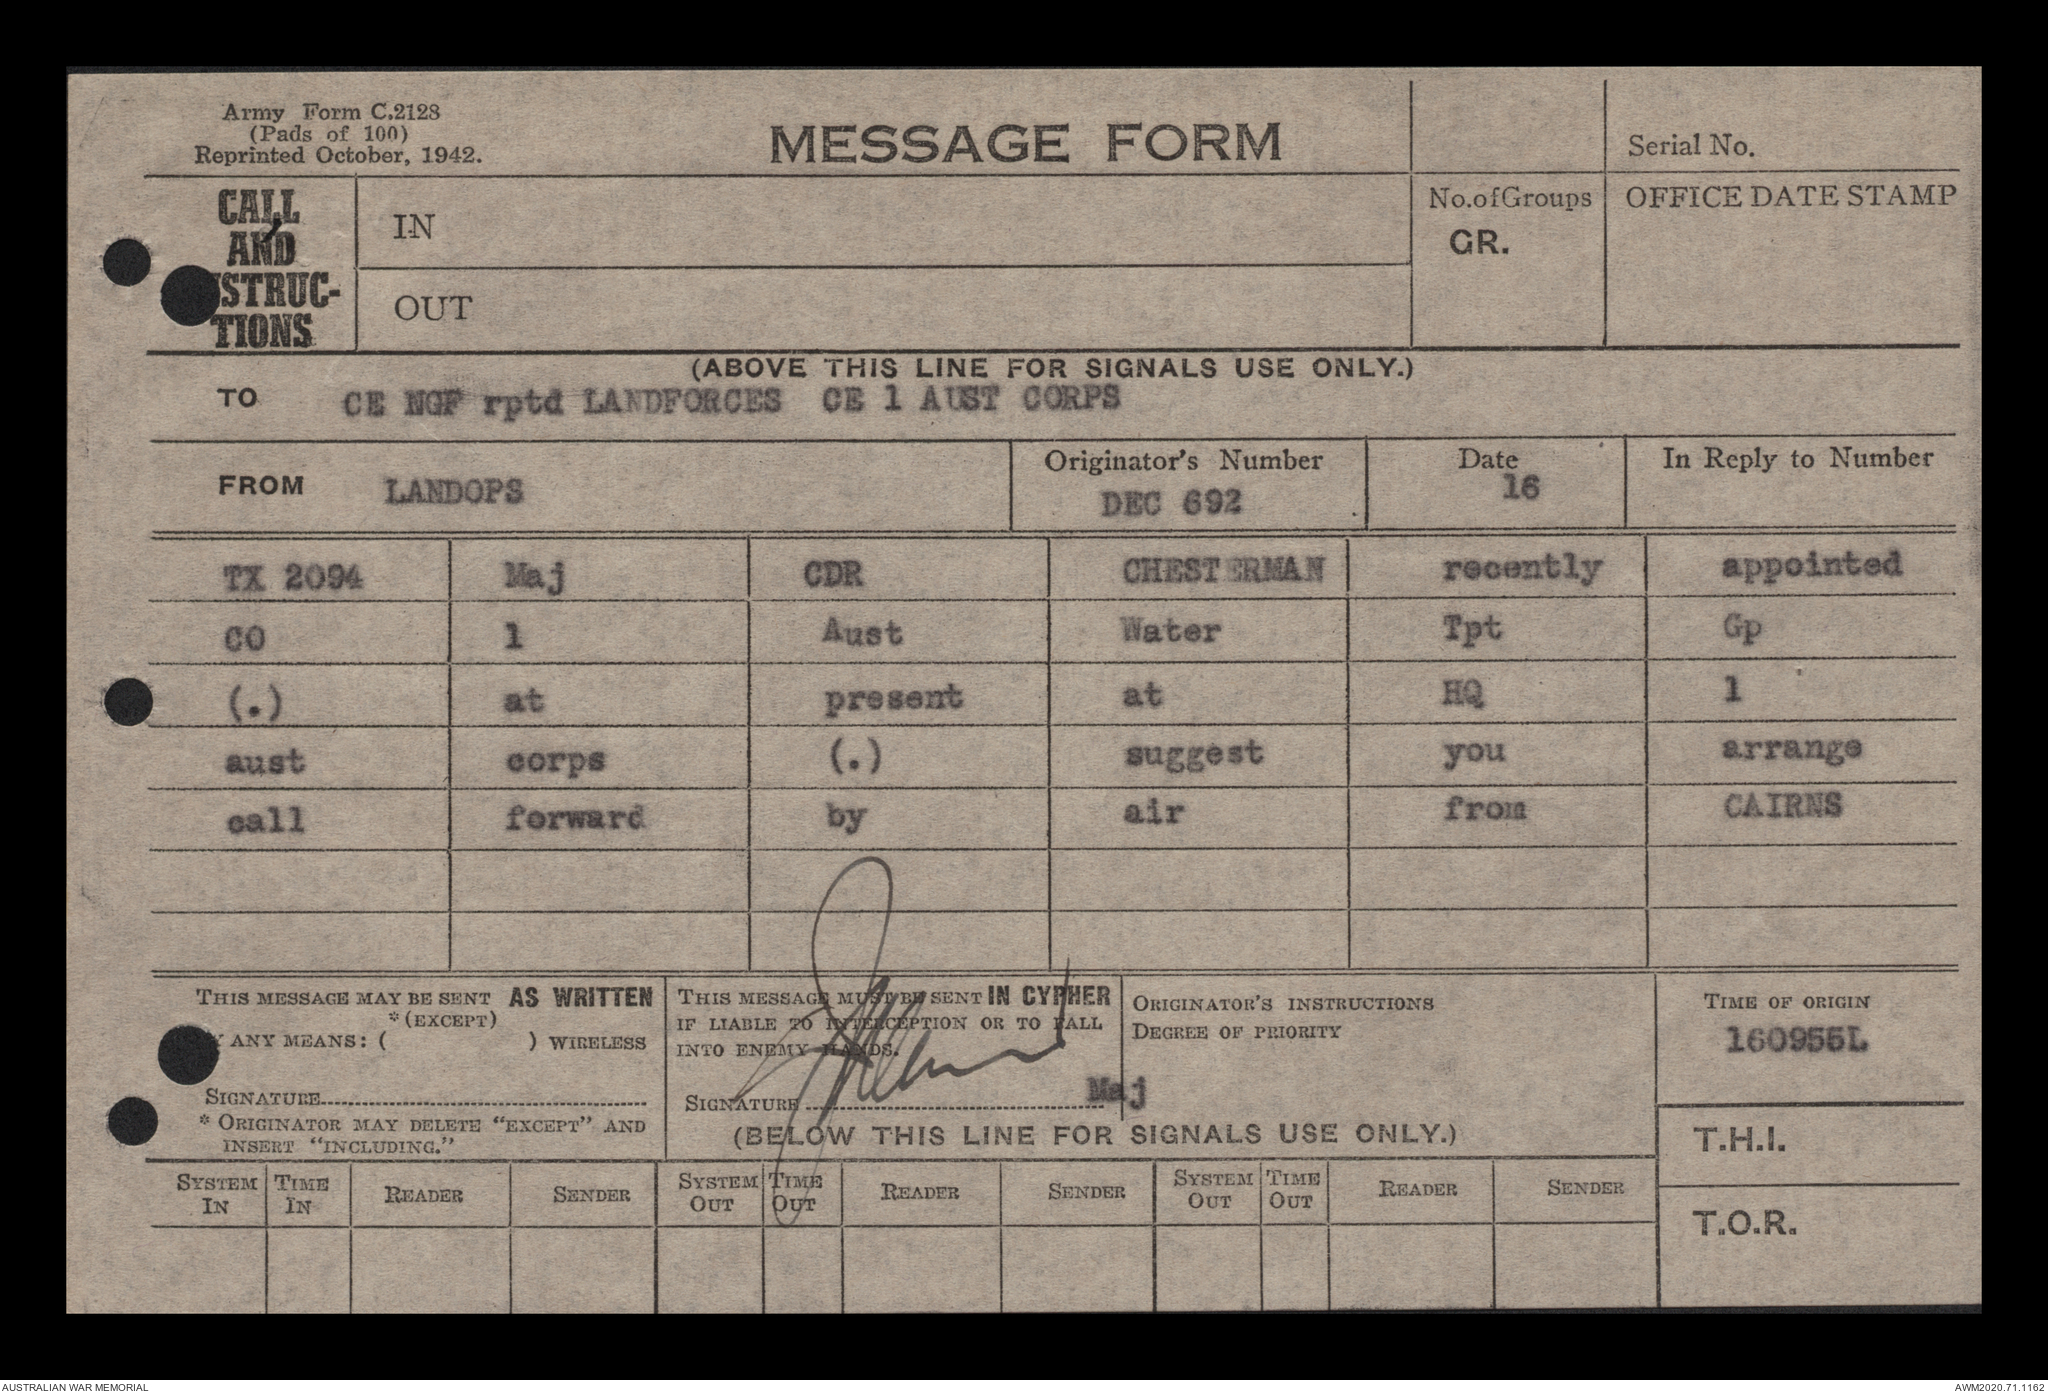 Army Form C.2128
(Pads of 100)
Reprinted October, 1942.
MESSAGE FORM
Serial No.
CALL
AND
INSTRUC-
TIONS
IN
OUT
No. of Groups
GR.
OFFICE DATE STAMP
(ABOVE THIS LINE FOR SIGNALS USE ONLY.)
TO CE NGF rptd LANDFORCES CE 1 AUST CORPS
FROM LANDOPS
Originator's Number
DEC 692
Date
16
In Reply to Number
TX 2094 Maj CDR CHESTERMAN recently appointed
CO 1 Aust Water Tpt Gp
(.) at present at HQ 1
aust corps (.) suggest you arrange
call forward by air from CAIRNS
THIS MESSAGE MAY BE SENT AS WRITTEN
*(EXCEPT)
Y ANY MEANS: ( ) WIRELESS
SIGNATURE
* ORIGINATOR MAY DELETE "EXCEPT" AND
INSERT "INCLUDING."
THIS MESSAGE MUST BE SENT IN CYPHER
IF LIABLE TO INTERCEPTION OR TO FALL
INTO ENEMY HANDS.
SIGNATURE Maj
ORIGINATOR'S INSTRUCTIONS
DEGREE OF PRIORITY
TIME OF ORIGIN
160955L
(BELOW THIS LINE FOR SIGNALS USE ONLY.)
T.H.I.
T.O.R.
SYSTEM IN TIME IN READER SENDER SYSTEM OUT TIME OUT READER SENDER SYSTEM OUT TIME OUT READER SENDER
AUSTRALIAN WAR MEMORIAL
AWM2020.71.1162